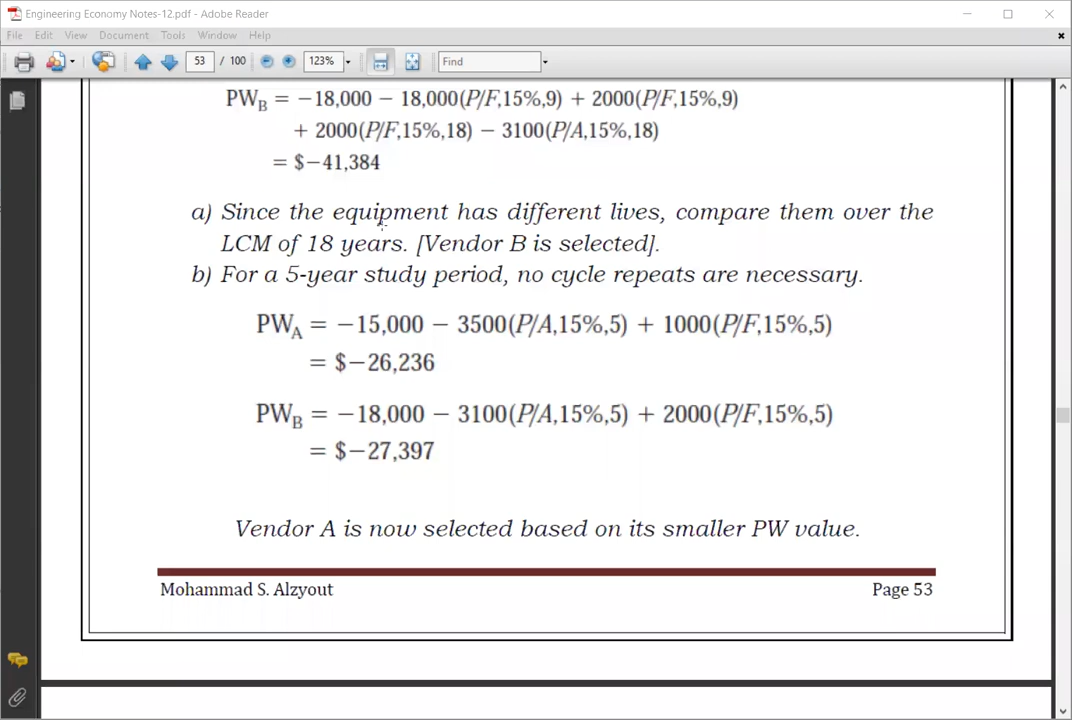 Engineering Economy Notes-12.pdf - Adobe Reader
File Edit View Document Tools Window Help
53 / 100 123% Find
PWB = −18,000 − 18,000(P/F,15%,9) + 2000(P/F,15%,9)
+ 2000(P/F,15%,18) − 3100(P/A,15%,18)
= $−41,384
a) Since the equipment has different lives, compare them over the
LCM of 18 years. [Vendor B is selected].
b) For a 5-year study period, no cycle repeats are necessary.
PWA = −15,000 − 3500(P/A,15%,5) + 1000(P/F,15%,5)
= $−26,236
PWB = −18,000 − 3100(P/A,15%,5) + 2000(P/F,15%,5)
= $−27,397
Vendor A is now selected based on its smaller PW value.
Mohammad S. Alzyout Page 53